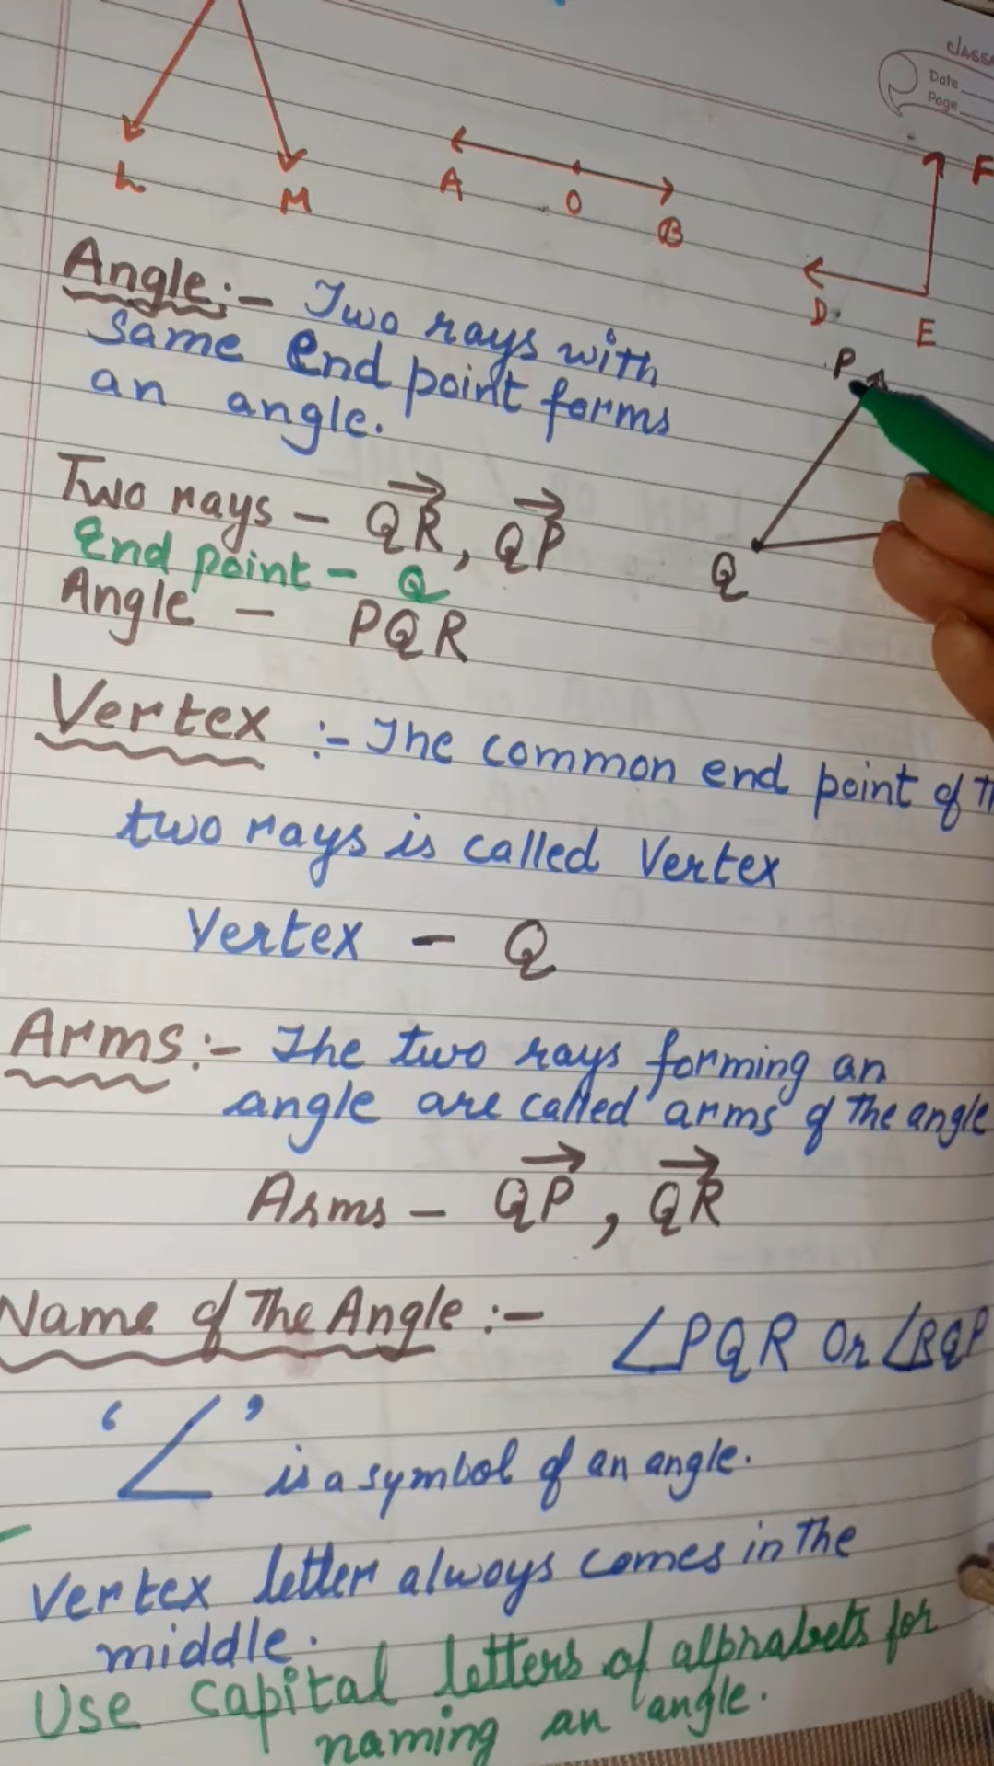 CLASS
Date
Page
F
L
M
A
O
B
D
E
Angle:- Two rays with
same end point forms
an angle.
P
Q
Two rays - QR, QP
End point - Q
Angle - PQR
Vertex :- The common end point of
two rays is called Vertex
Vertex - Q
Arms:- The two rays forming an
angle are called arms of the angle
Arms - QP, QR
Name of The Angle :- ∠PQR or ∠RQP
‘∠’ is a symbol of an angle.
Vertex letter always comes in the
middle.
Use capital letters of alphabets for
naming an angle.